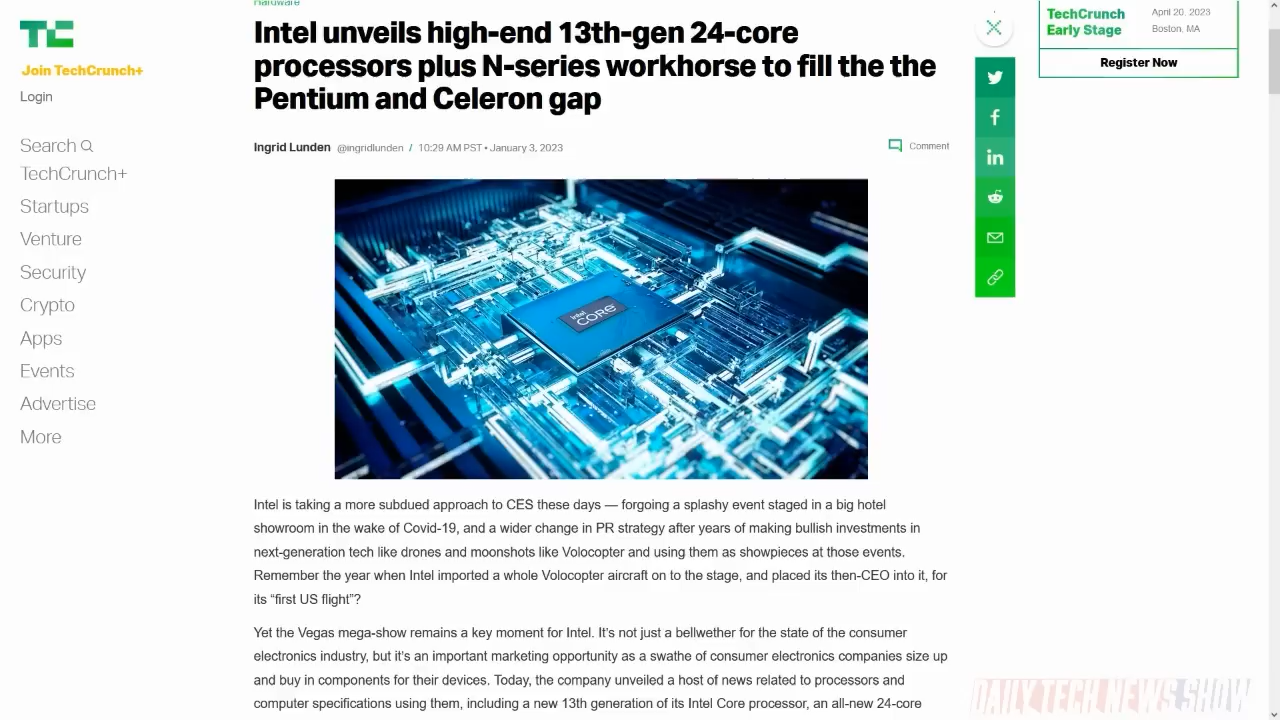 Hardware
Intel unveils high-end 13th-gen 24-core
processors plus N-series workhorse to fill the the
Pentium and Celeron gap
Ingrid Lunden @ingridlunden / 10:29 AM PST • January 3, 2023
Comment
TC
Join TechCrunch+
Login
Search
TechCrunch+
Startups
Venture
Security
Crypto
Apps
Events
Advertise
More
intel
CORE
Intel is taking a more subdued approach to CES these days — forgoing a splashy event staged in a big hotel
showroom in the wake of Covid-19, and a wider change in PR strategy after years of making bullish investments in
next-generation tech like drones and moonshots like Volocopter and using them as showpieces at those events.
Remember the year when Intel imported a whole Volocopter aircraft on to the stage, and placed its then-CEO into it, for
its “first US flight”?
Yet the Vegas mega-show remains a key moment for Intel. It’s not just a bellwether for the state of the consumer
electronics industry, but it’s an important marketing opportunity as a swathe of consumer electronics companies size up
and buy in components for their devices. Today, the company unveiled a host of news related to processors and
computer specifications using them, including a new 13th generation of its Intel Core processor, an all-new 24-core
TechCrunch
Early Stage
April 20, 2023
Boston, MA
Register Now
f
in
DAILY TECH NEWS SHOW